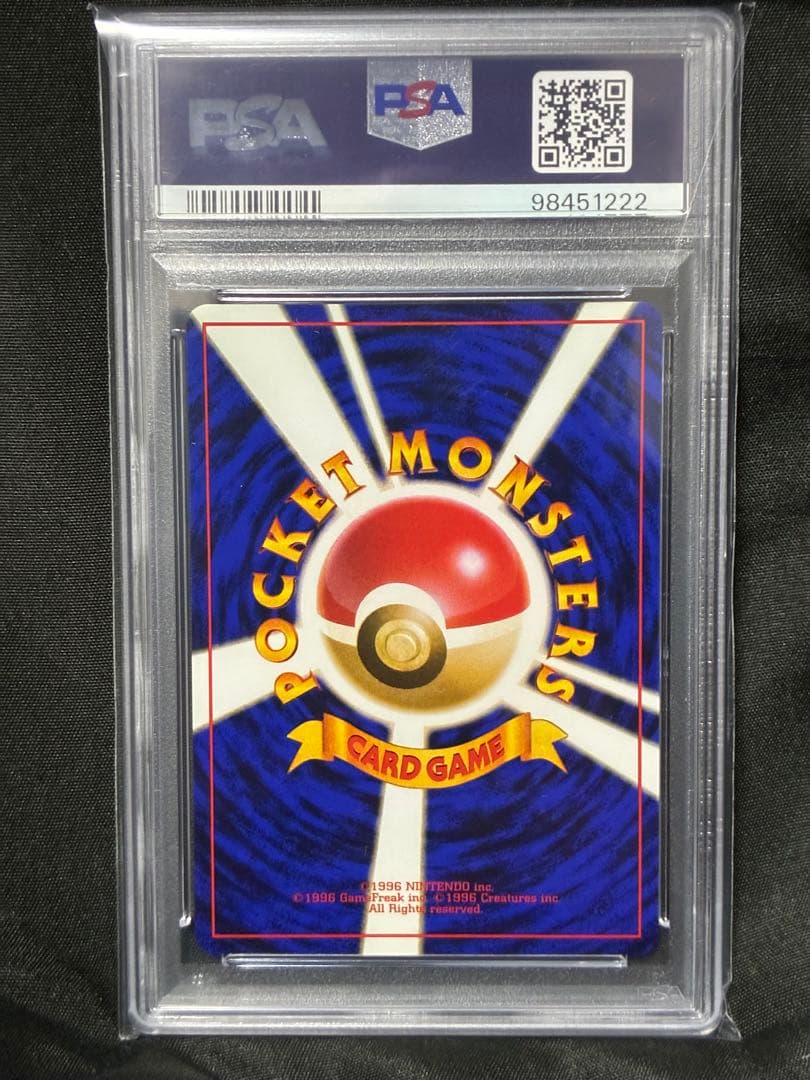 PSA
PSA
98451222
POCKET MONSTERS
CARD GAME
©1996 NINTENDO inc.
©1996 GameFreak inc. ©1996 Creatures inc.
All Rights reserved.